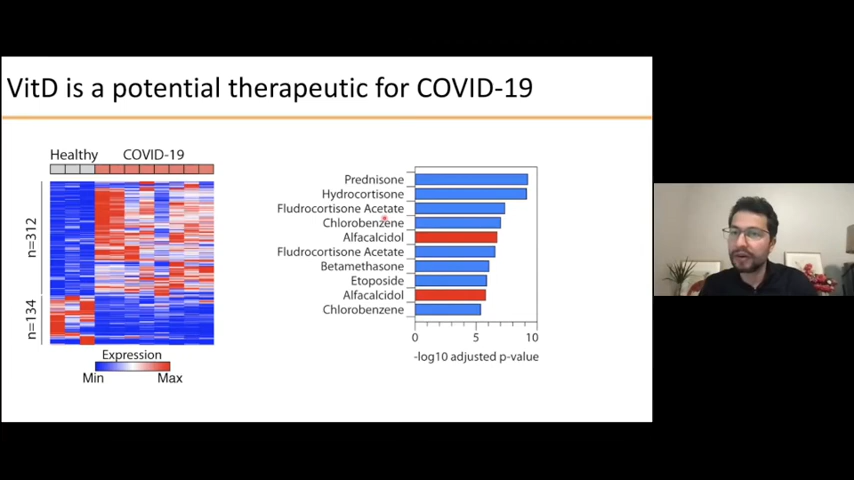 VitD is a potential therapeutic for COVID-19
Healthy COVID-19
n=312
n=134
Expression
Min Max
Prednisone
Hydrocortisone
Fludrocortisone Acetate
Chlorobenzene
Alfacalcidol
Fludrocortisone Acetate
Betamethasone
Etoposide
Alfacalcidol
Chlorobenzene
0 5 10
-log10 adjusted p-value